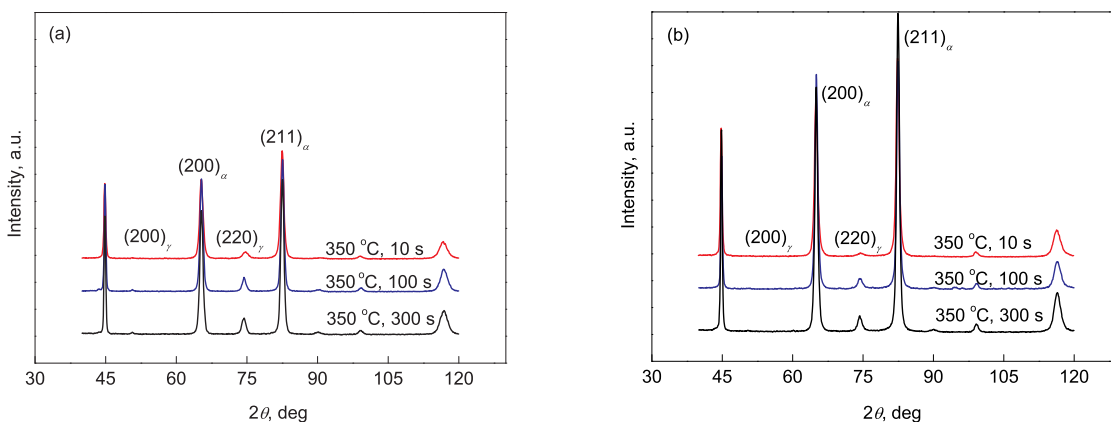 (a)
Intensity, a.u.
(200)γ
(200)α
(220)γ
(211)α
350 °C, 10 s
350 °C, 100 s
350 °C, 300 s
30 45 60 75 90 105 120
2θ, deg
(b)
Intensity, a.u.
(200)γ
(200)α
(220)γ
(211)α
350 °C, 10 s
350 °C, 100 s
350 °C, 300 s
30 45 60 75 90 105 120
2θ, deg